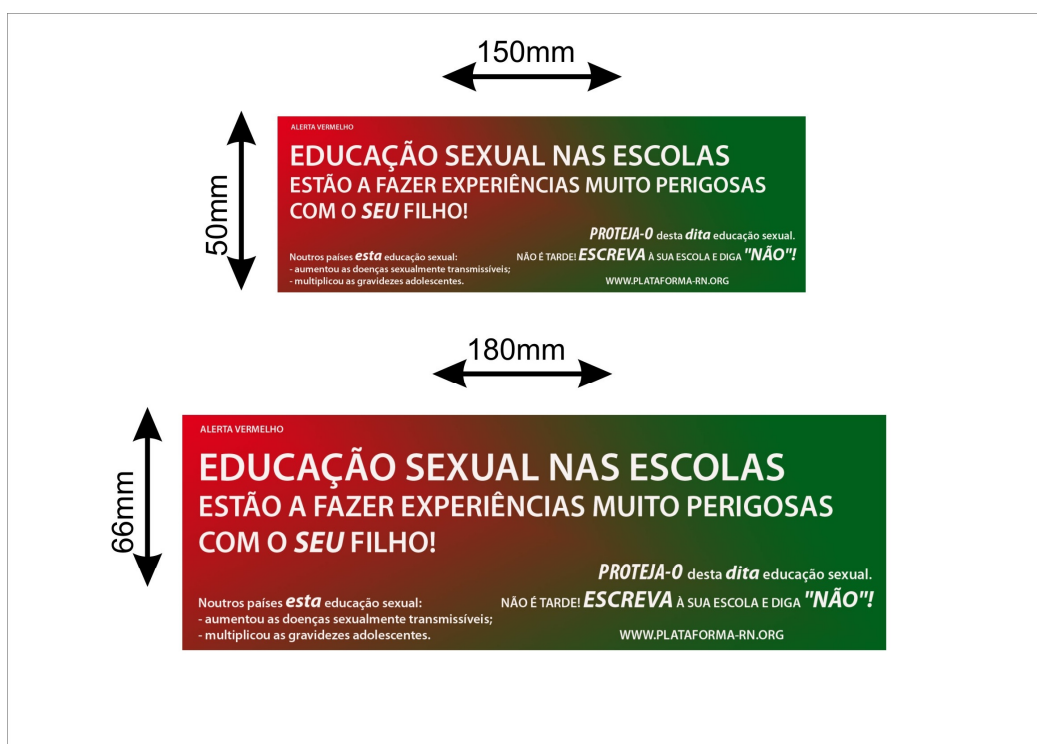 150mm
50mm
ALERTA VERMELHO
EDUCAÇÃO SEXUAL NAS ESCOLAS
ESTÃO A FAZER EXPERIÊNCIAS MUITO PERIGOSAS
COM O SEU FILHO!
PROTEJA-O desta dita educação sexual.
Noutros países esta educação sexual:
NÃO É TARDE! ESCREVA À SUA ESCOLA E DIGA "NÃO"!
- aumentou as doenças sexualmente transmissíveis;
- multiplicou as gravidezes adolescentes.
WWW.PLATAFORMA-RN.ORG
180mm
66mm
ALERTA VERMELHO
EDUCAÇÃO SEXUAL NAS ESCOLAS
ESTÃO A FAZER EXPERIÊNCIAS MUITO PERIGOSAS
COM O SEU FILHO!
PROTEJA-O desta dita educação sexual.
Noutros países esta educação sexual:
NÃO É TARDE! ESCREVA À SUA ESCOLA E DIGA "NÃO"!
- aumentou as doenças sexualmente transmissíveis;
- multiplicou as gravidezes adolescentes.
WWW.PLATAFORMA-RN.ORG